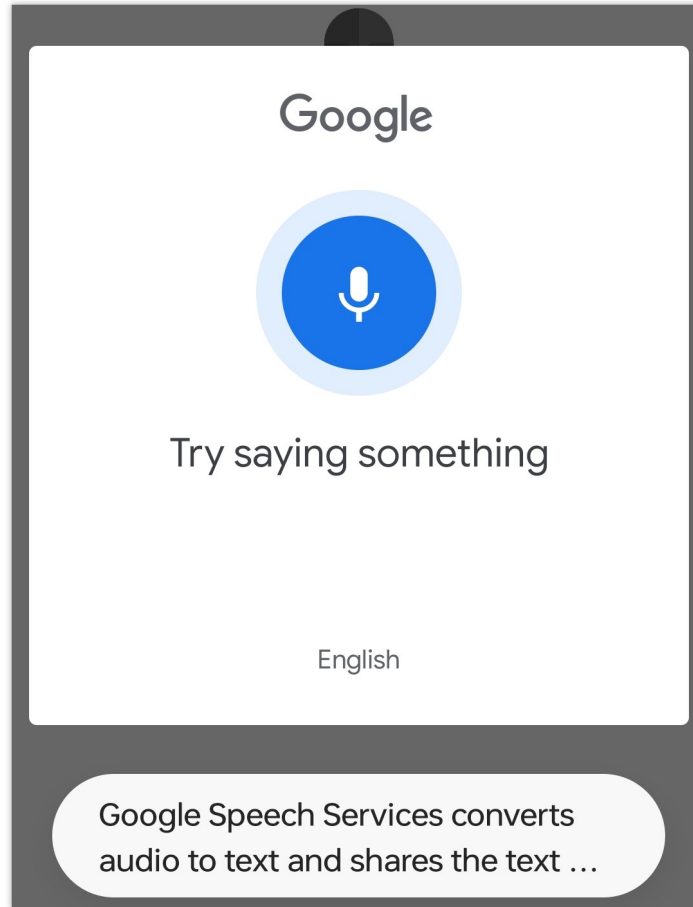 Google
Try saying something
English
Google Speech Services converts
audio to text and shares the text …